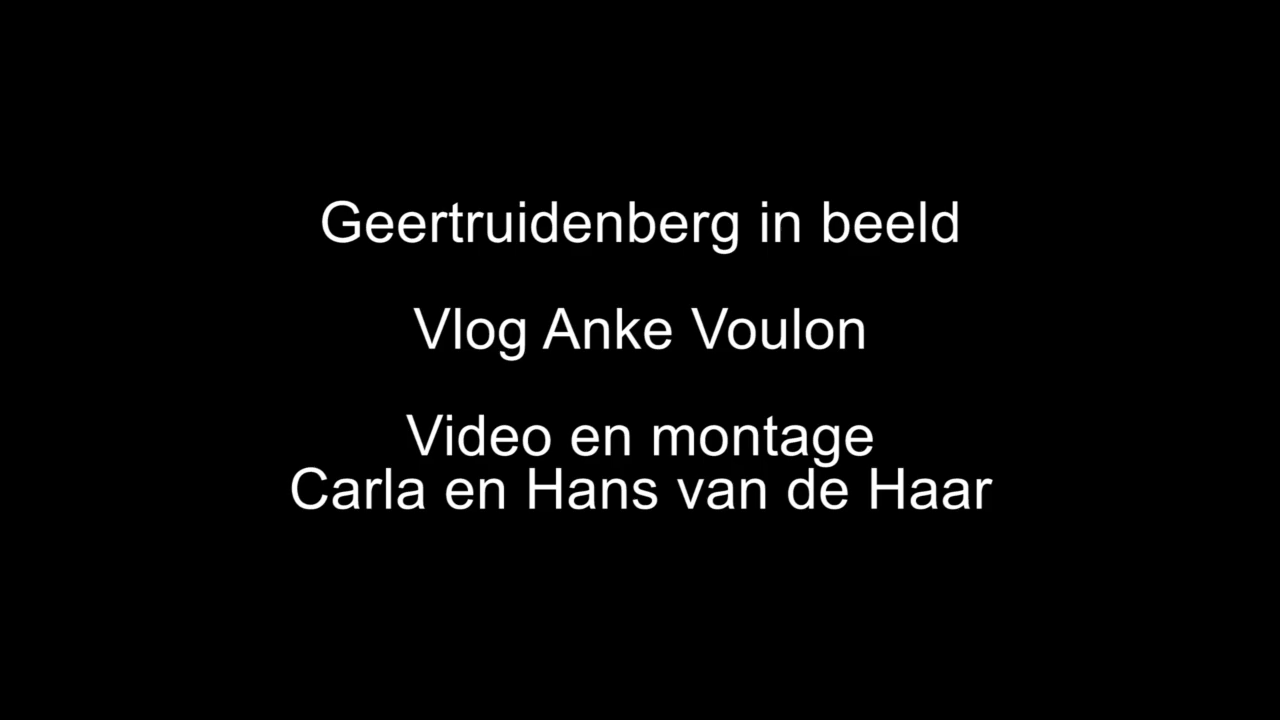 Geertruidenberg in beeld
Vlog Anke Voulon
Video en montage
Carla en Hans van de Haar